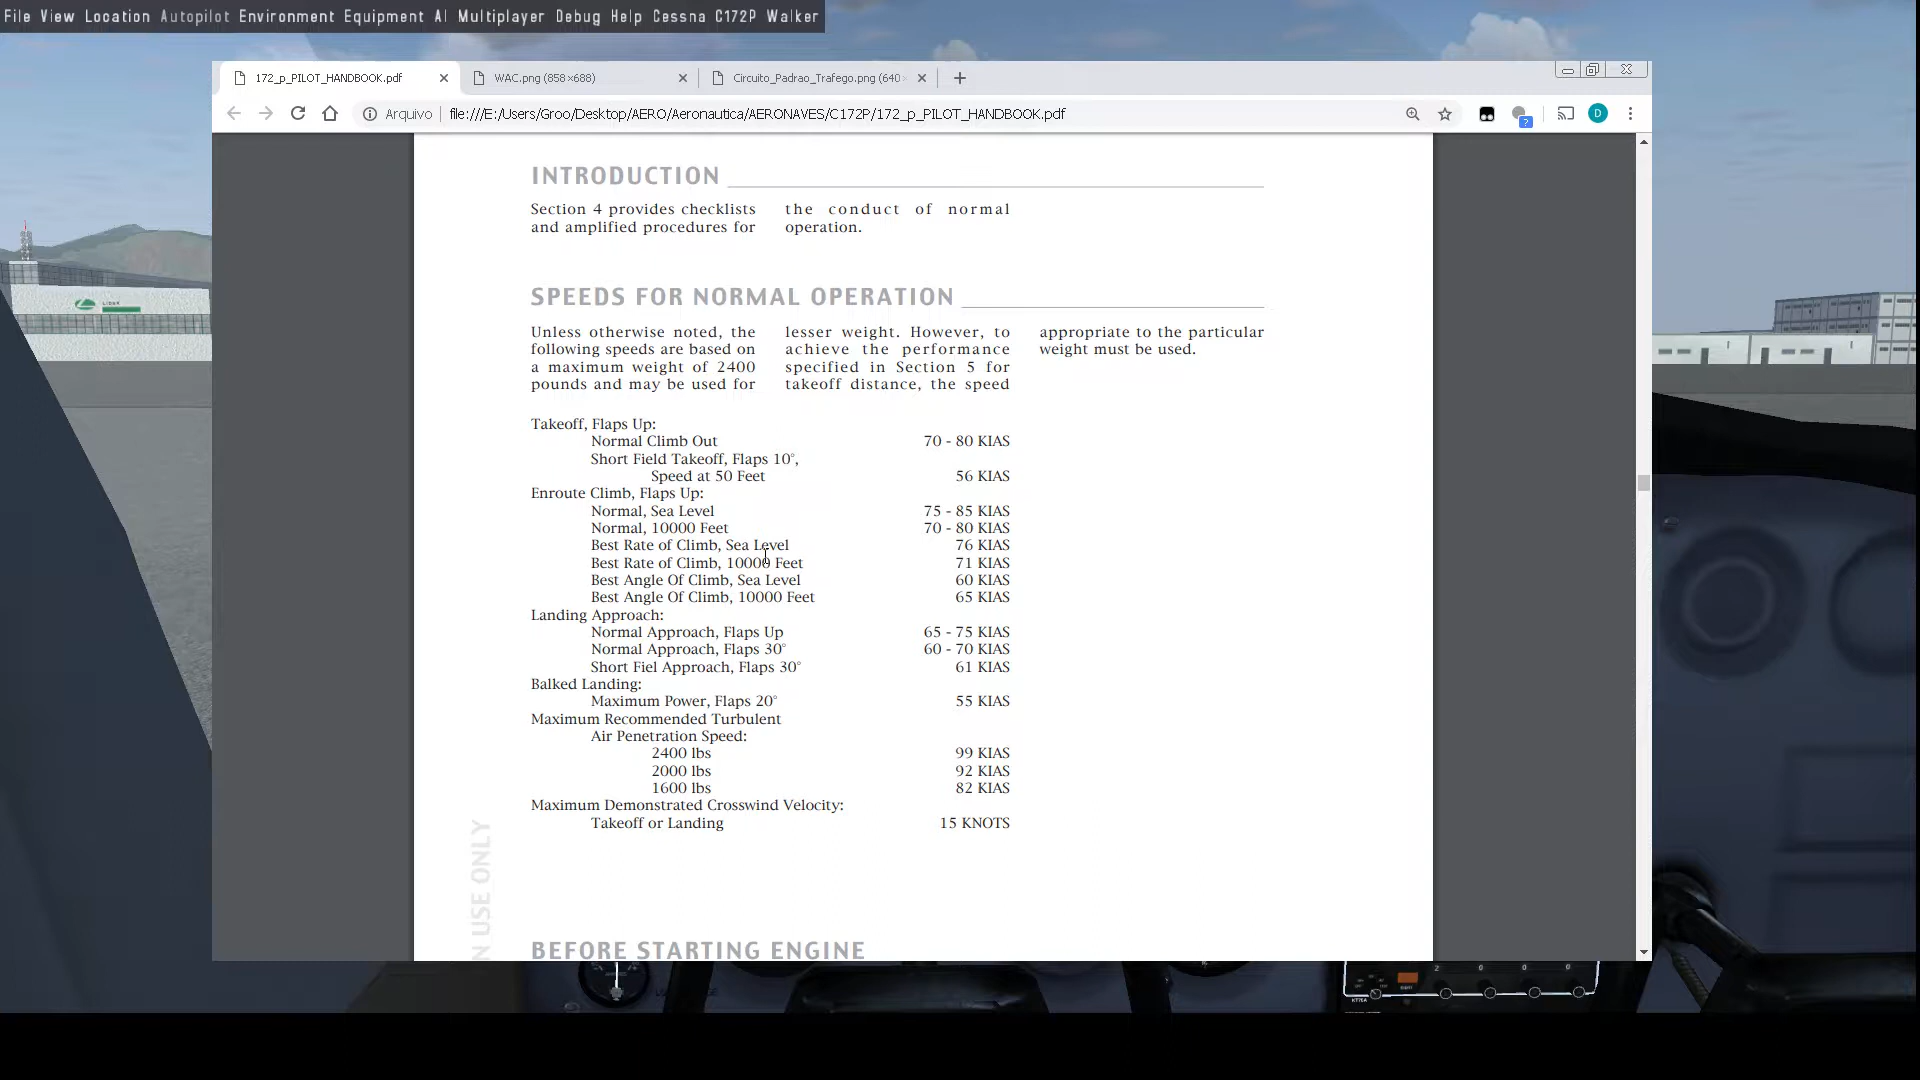 File View Location Autopilot Environment Equipment AI Multiplayer Debug Help Cessna C172P Walker
172_p_PILOT_HANDBOOK.pdf
WAC.png (858×688)
Circuito_Padrao_Trafego.png (640
Arquivo
file:///E:/Users/Groo/Desktop/AERO/Aeronautica/AERONAVES/C172P/172_p_PILOT_HANDBOOK.pdf
D
?
INTRODUCTION
Section 4 provides checklists
and amplified procedures for
the conduct of normal
operation.
SPEEDS FOR NORMAL OPERATION
Unless otherwise noted, the
following speeds are based on
a maximum weight of 2400
pounds and may be used for
lesser weight. However, to
achieve the performance
specified in Section 5 for
takeoff distance, the speed
appropriate to the particular
weight must be used.
Takeoff, Flaps Up:
Normal Climb Out 70 - 80 KIAS
Short Field Takeoff, Flaps 10°,
Speed at 50 Feet 56 KIAS
Enroute Climb, Flaps Up:
Normal, Sea Level 75 - 85 KIAS
Normal, 10000 Feet 70 - 80 KIAS
Best Rate of Climb, Sea Level 76 KIAS
Best Rate of Climb, 10000 Feet 71 KIAS
Best Angle Of Climb, Sea Level 60 KIAS
Best Angle Of Climb, 10000 Feet 65 KIAS
Landing Approach:
Normal Approach, Flaps Up 65 - 75 KIAS
Normal Approach, Flaps 30° 60 - 70 KIAS
Short Fiel Approach, Flaps 30° 61 KIAS
Balked Landing:
Maximum Power, Flaps 20° 55 KIAS
Maximum Recommended Turbulent
Air Penetration Speed:
2400 lbs 99 KIAS
2000 lbs 92 KIAS
1600 lbs 82 KIAS
Maximum Demonstrated Crosswind Velocity:
Takeoff or Landing 15 KNOTS
N USE ONLY
BEFORE STARTING ENGINE
LIDER
2 0 0 0
KT76A